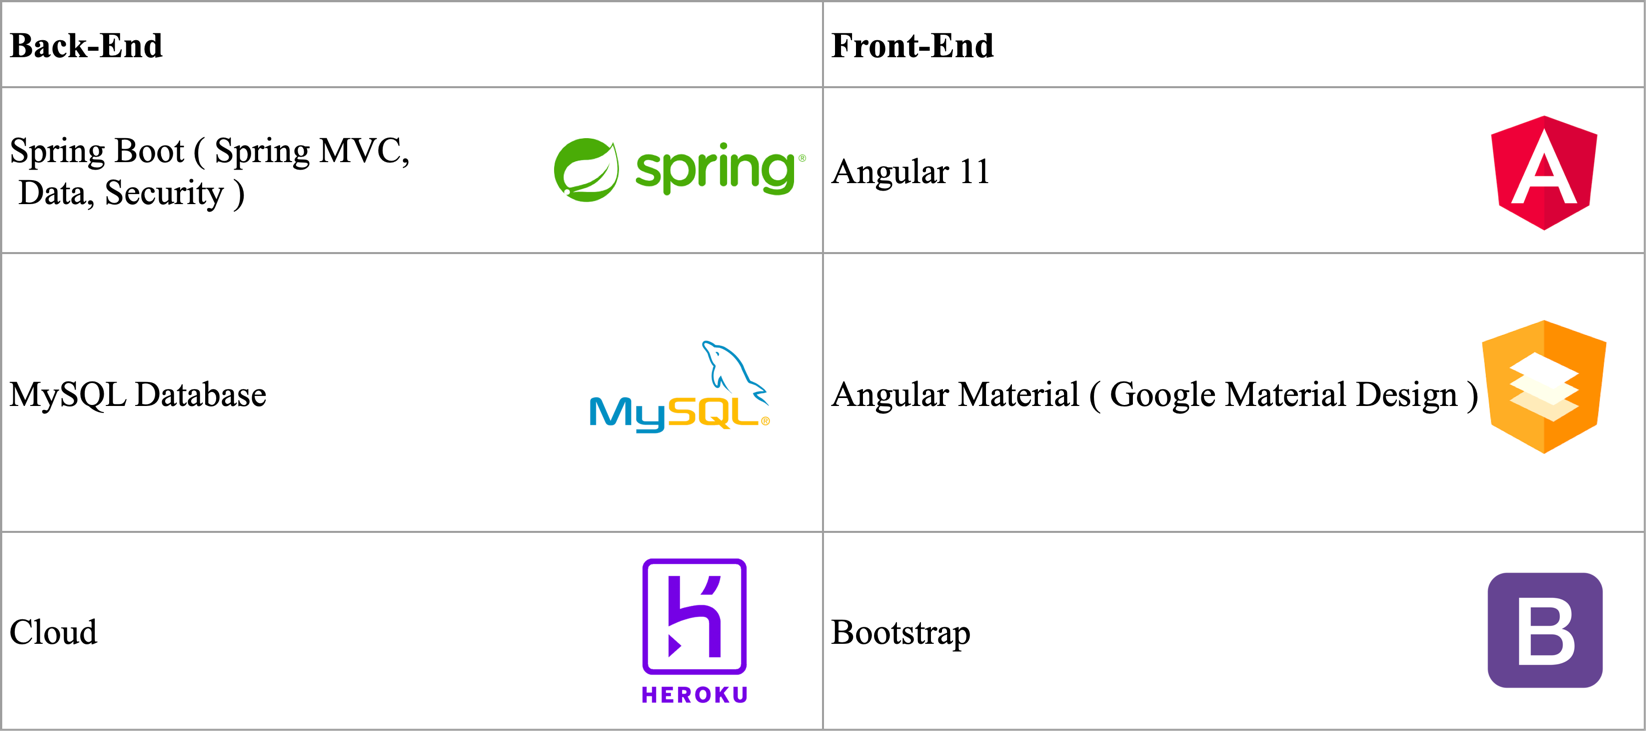 Back-End
Front-End
Spring Boot ( Spring MVC,
Data, Security )
spring®
Angular 11
A
MySQL Database
MySQL®
Angular Material ( Google Material Design )
Cloud
HEROKU
Bootstrap
B